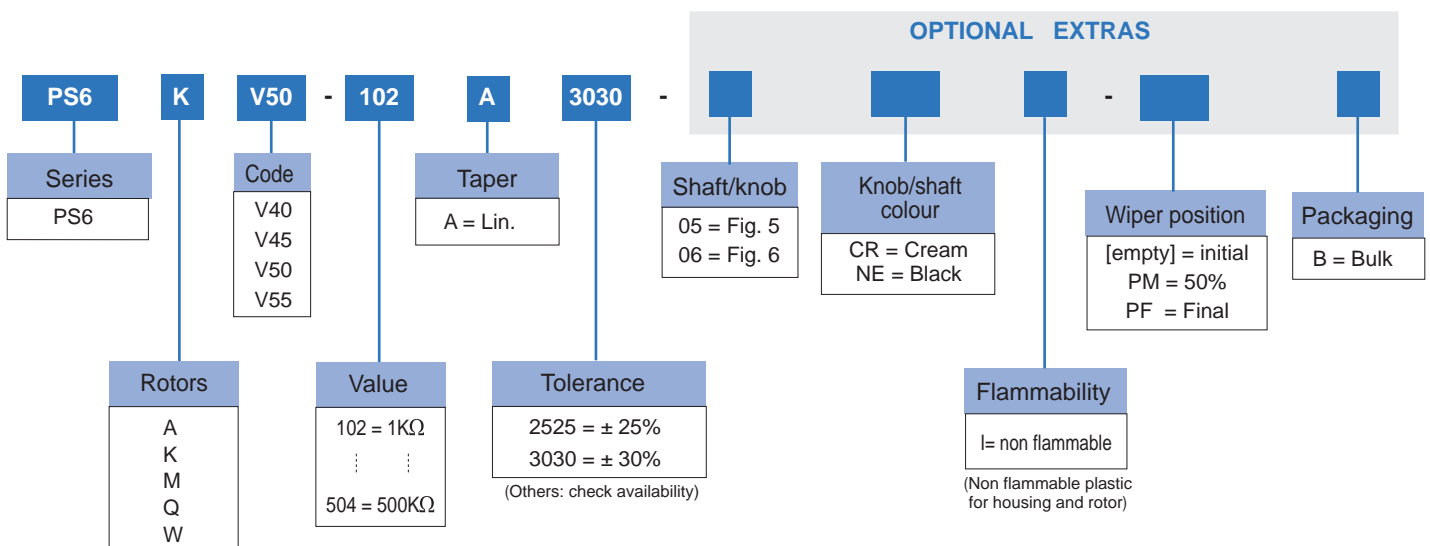 OPTIONAL EXTRAS
PS6 K V50 - 102 A 3030 - -
Series
PS6
Code
V40
V45
V50
V55
Taper
A = Lin.
Shaft/knob
05 = Fig. 5
06 = Fig. 6
Knob/shaft
colour
CR = Cream
NE = Black
Wiper position
[empty] = initial
PM = 50%
PF = Final
Packaging
B = Bulk
Rotors
A
K
M
Q
W
Value
102 = 1KΩ
504 = 500KΩ
Tolerance
2525 = ± 25%
3030 = ± 30%
(Others: check availability)
Flammability
I= non flammable
(Non flammable plastic
for housing and rotor)